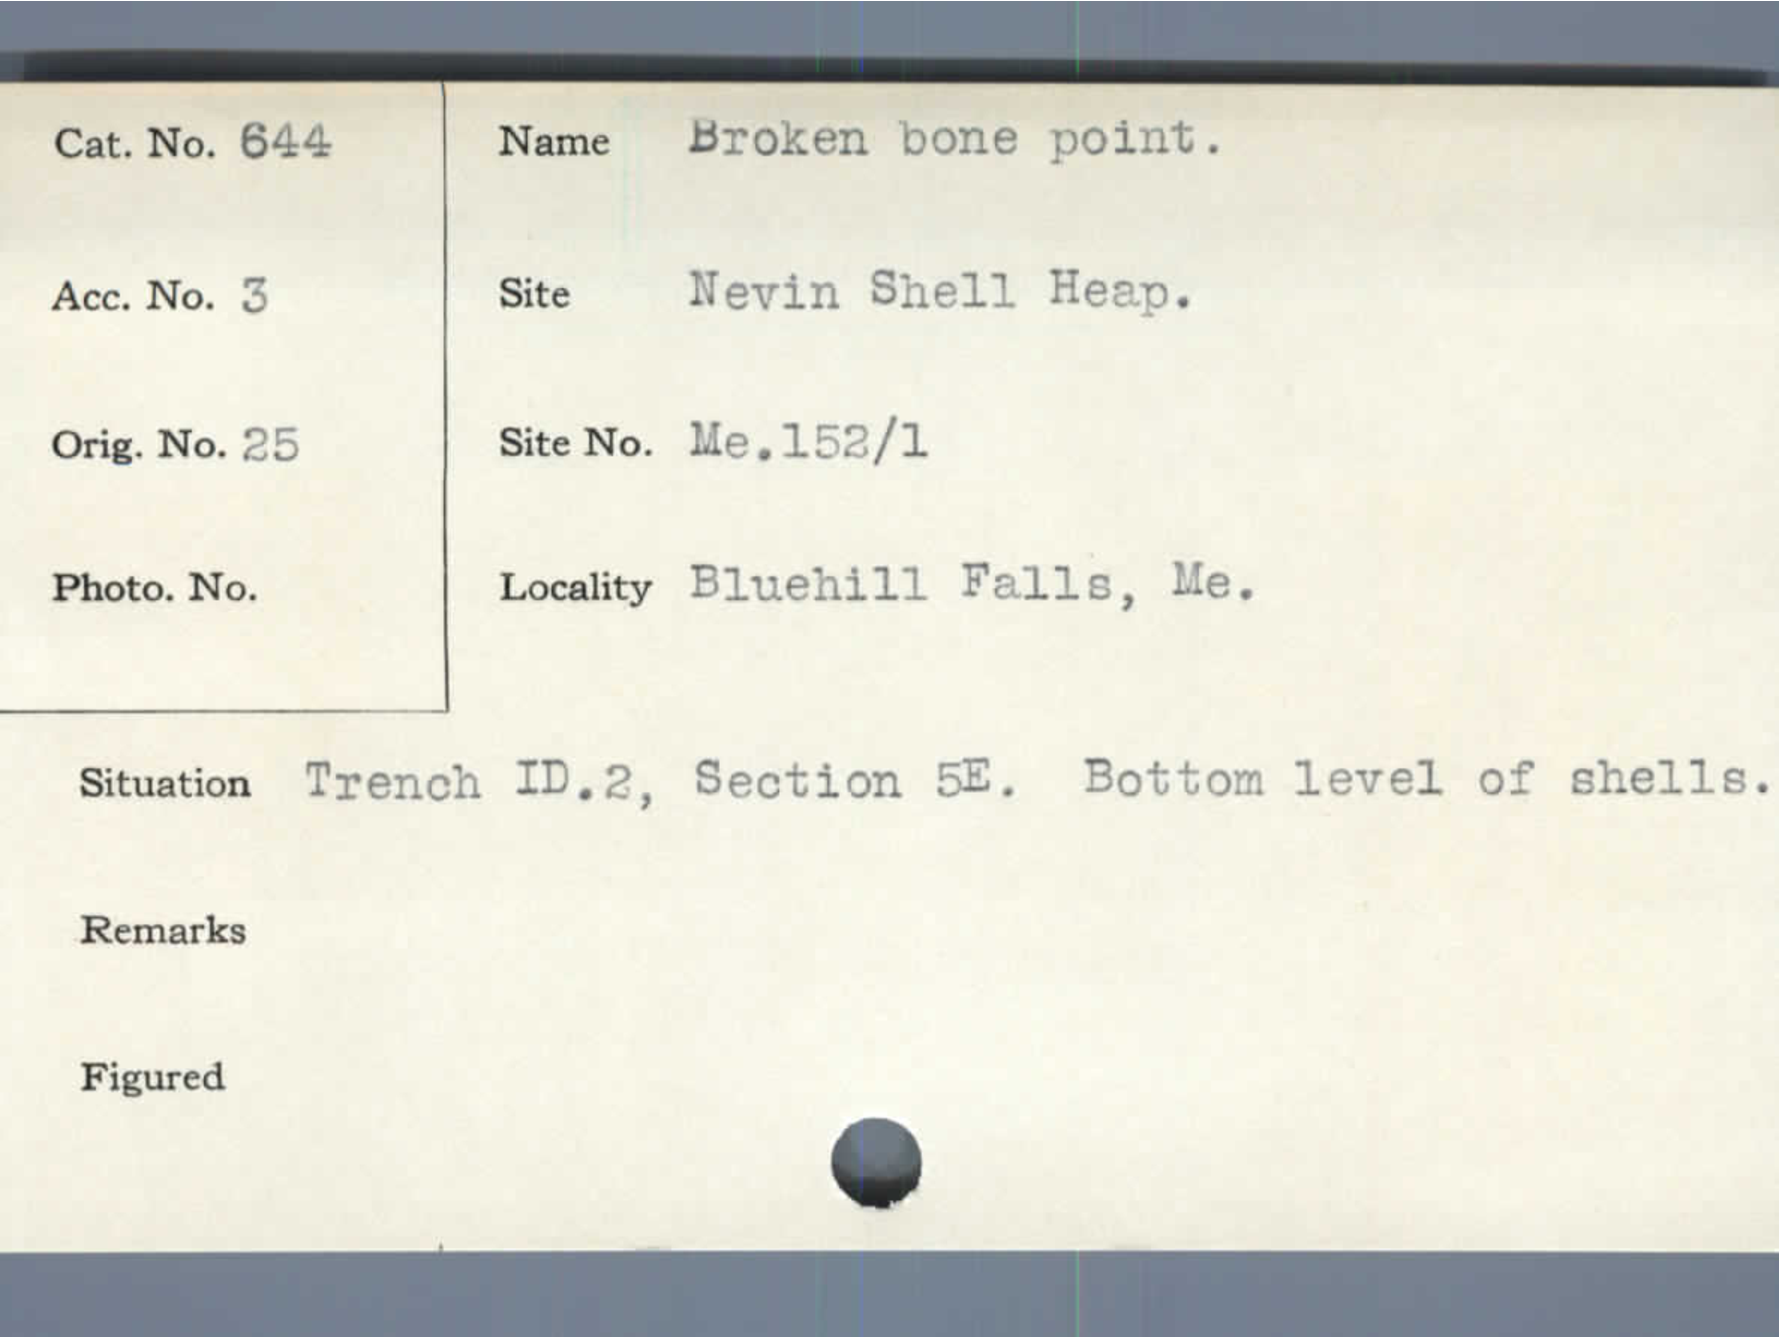 Cat. No. 644
Name Broken bone point.
Acc. No. 3
Site Nevin Shell Heap.
Orig. No. 25
Site No. Me.152/1
Photo. No.
Locality Bluehill Falls, Me.
Situation Trench ID.2, Section 5E. Bottom level of shells.
Remarks
Figured